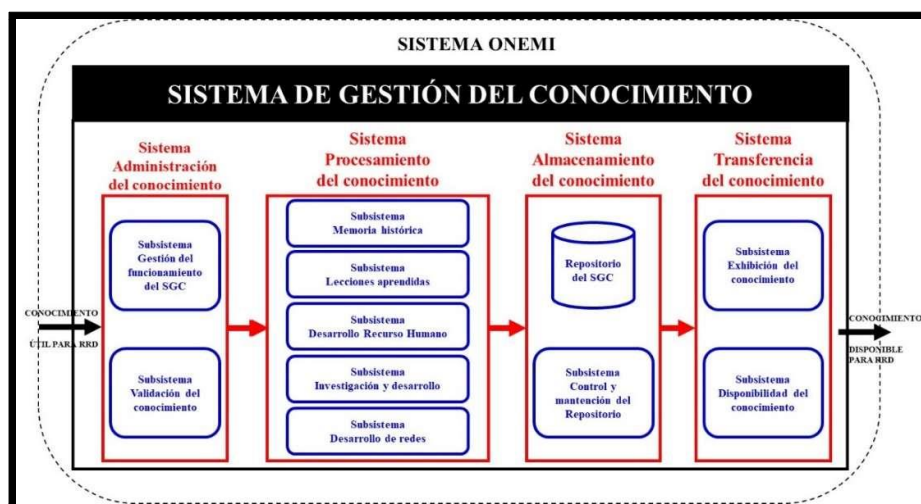 SISTEMA ONEMI
SISTEMA DE GESTIÓN DEL CONOCIMIENTO
Sistema
Administración
del conocimiento
Sistema
Procesamiento
del conocimiento
Sistema
Almacenamiento
del conocimiento
Sistema
Transferencia
del conocimiento
CONOCIMIENTO
ÚTIL PARA RRD
Subsistema
Gestión del
funcionamiento
del SGC
Subsistema
Validación del
conocimiento
Subsistema
Memoria histórica
Subsistema
Lecciones aprendidas
Subsistema
Desarrollo Recurso Humano
Subsistema
Investigación y desarrollo
Subsistema
Desarrollo de redes
Repositorio
del SGC
Subsistema
Control y
mantención del
Repositorio
Subsistema
Exhibición del
conocimiento
Subsistema
Disponibilidad del
conocimiento
CONOCIMIENTO
DISPONIBLE
PARA RRD